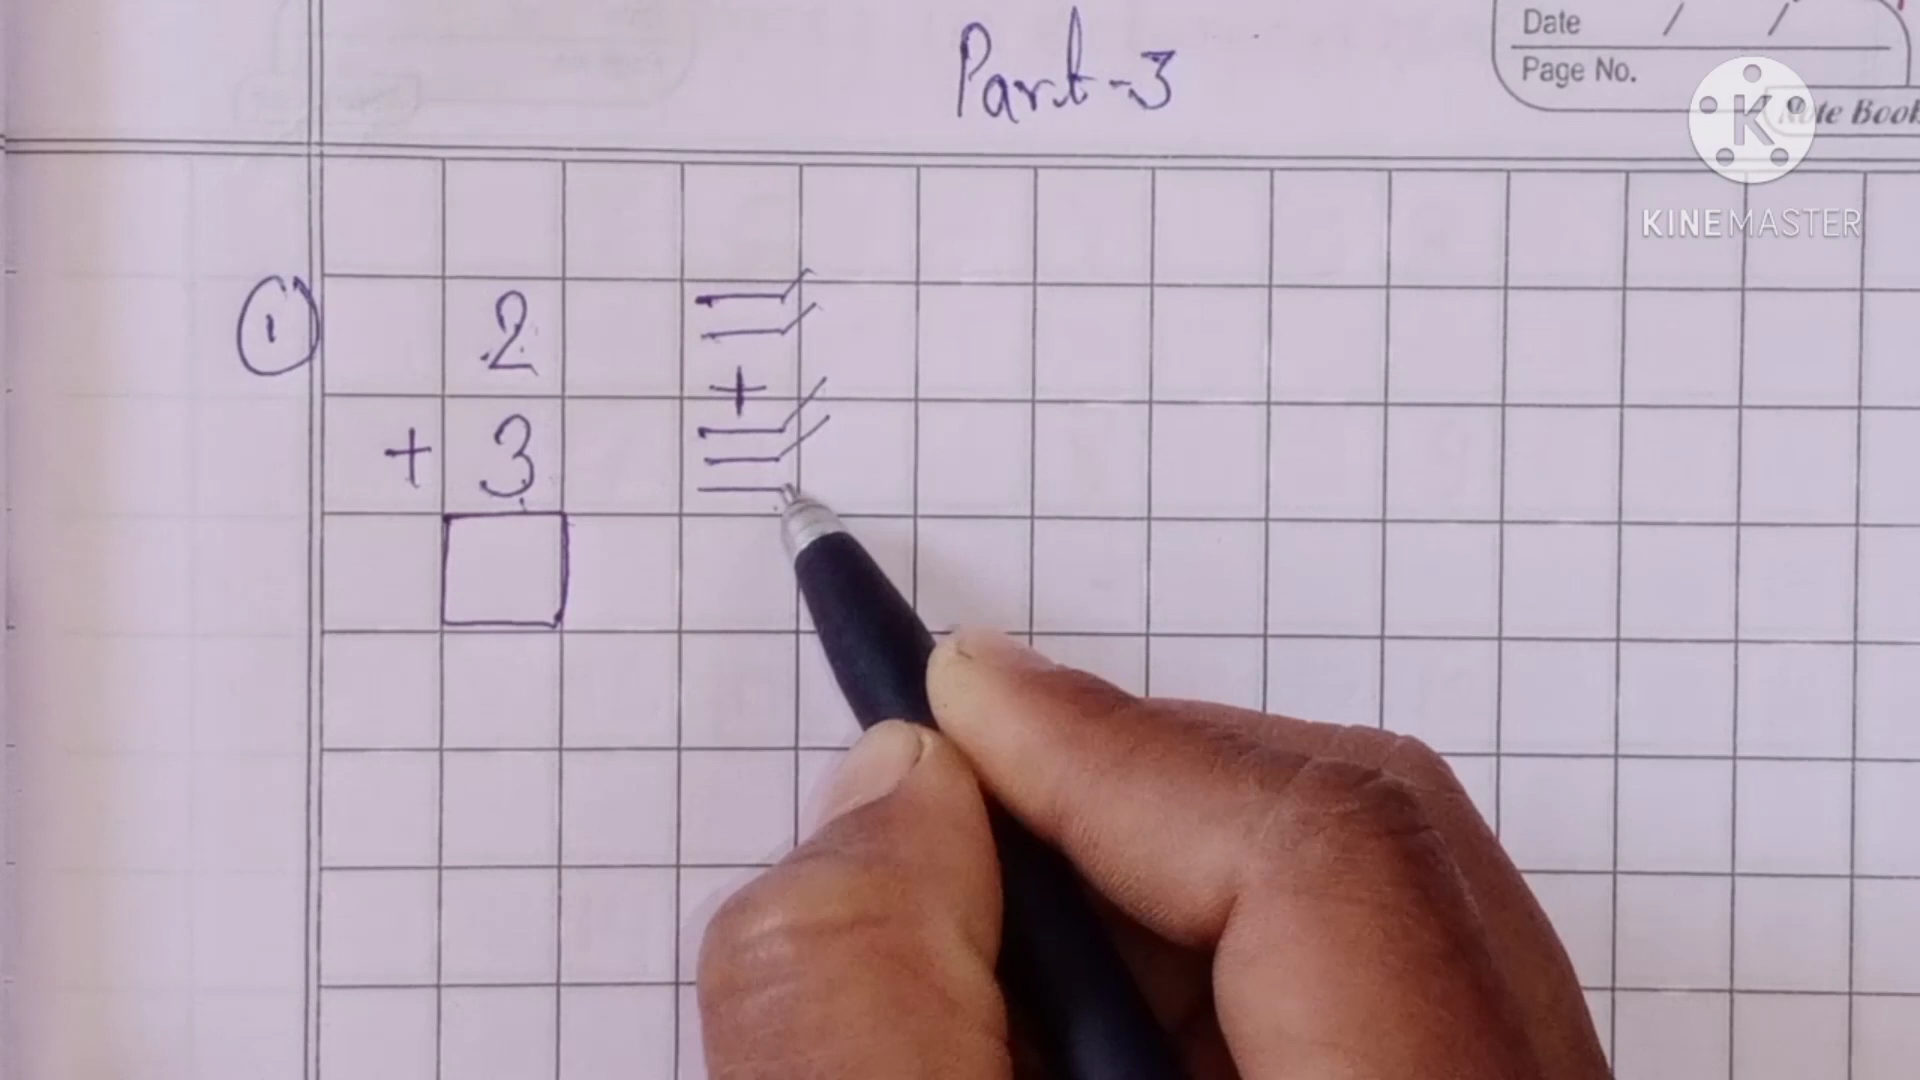 Part-3
Date / /
Page No.
Note Book
K
KINEMASTER
① 2
+
+ 3